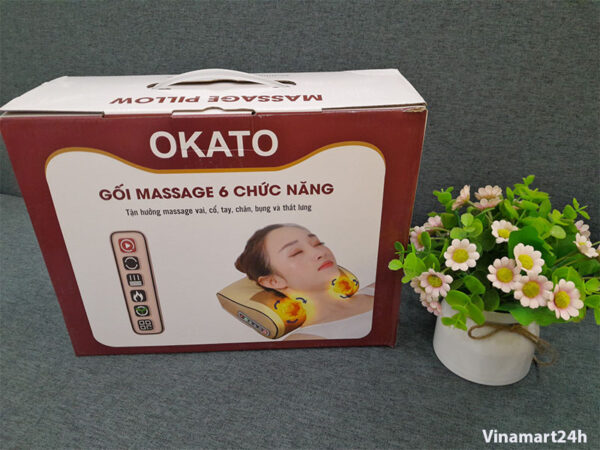 MASSAGE PILLOW
OKATO
GỐI MASSAGE 6 CHỨC NĂNG
Tận hưởng massage vai, cổ, tay, chân, bụng và thắt lưng
Vinamart24h